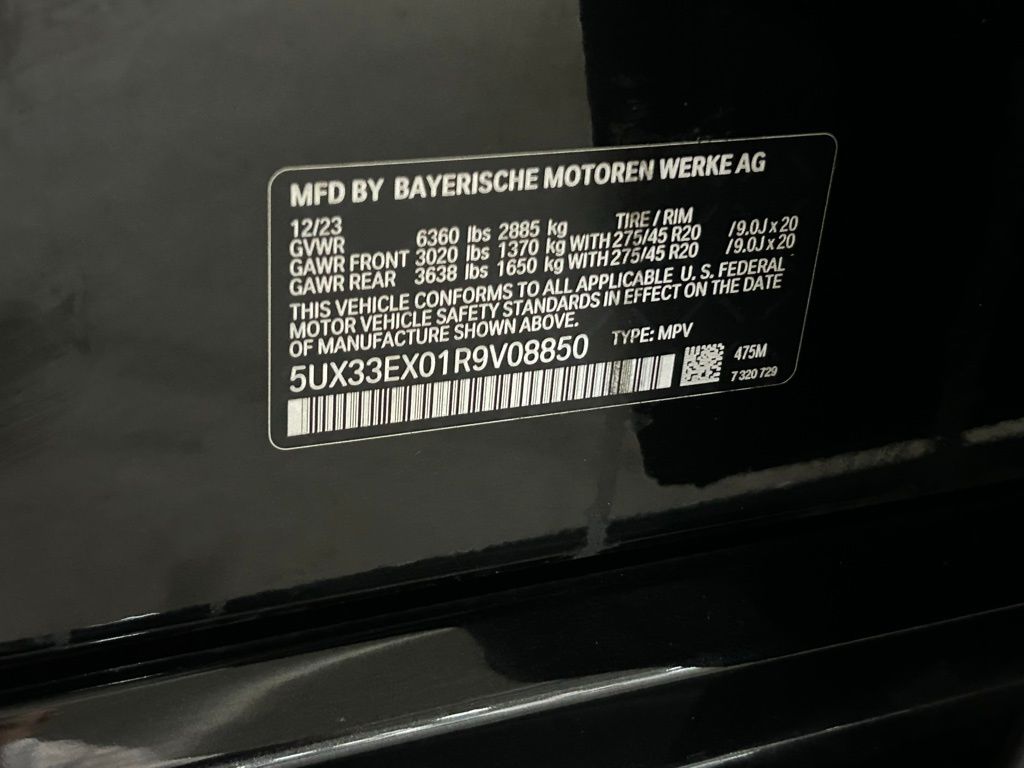 MFD BY BAYERISCHE MOTOREN WERKE AG
12/23 TIRE / RIM
GVWR 6360 lbs 2885 kg
GAWR FRONT 3020 lbs 1370 kg WITH 275/45 R20 /9.0J x 20
GAWR REAR 3638 lbs 1650 kg WITH 275/45 R20 /9.0J x 20
THIS VEHICLE CONFORMS TO ALL APPLICABLE U. S. FEDERAL
MOTOR VEHICLE SAFETY STANDARDS IN EFFECT ON THE DATE
OF MANUFACTURE SHOWN ABOVE.
5UX33EX01R9V08850 TYPE: MPV
475M
7 320 729